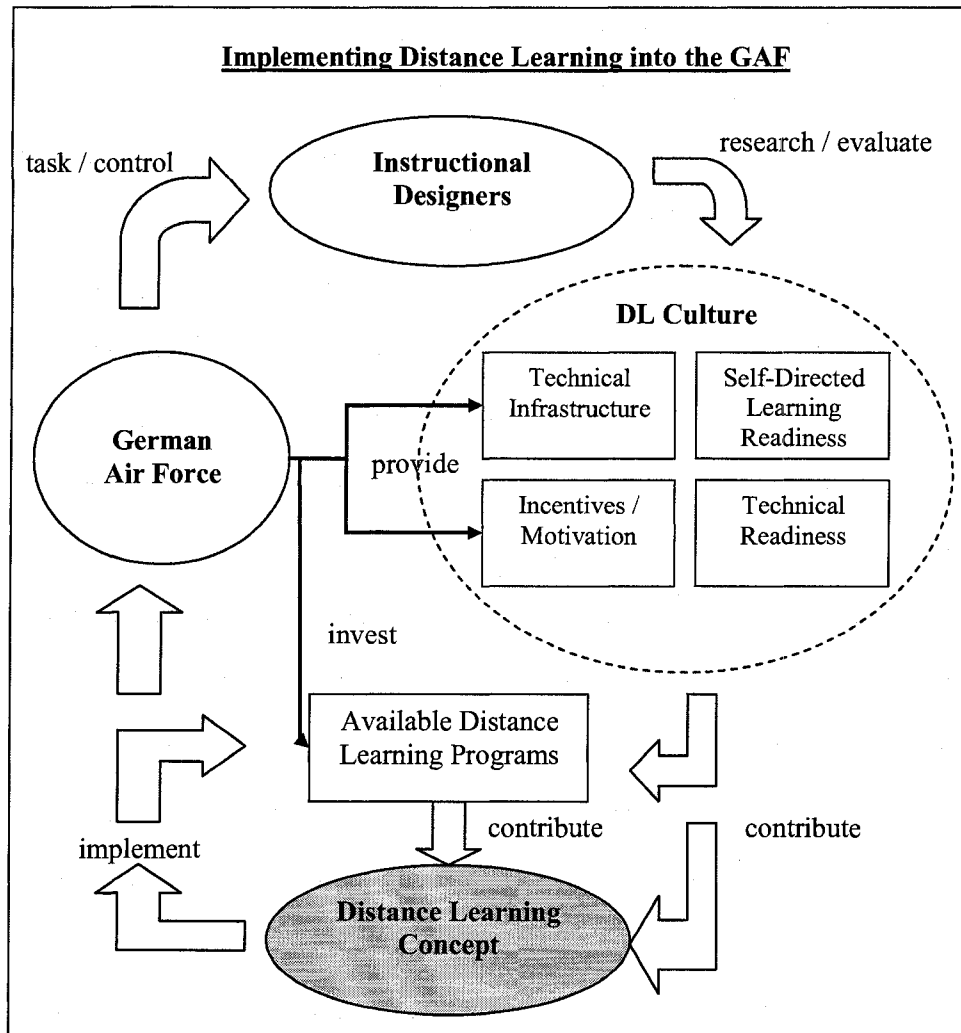 Implementing Distance Learning into the GAF
task / control
Instructional
Designers
research / evaluate
DL Culture
Technical
Infrastructure
Self-Directed
Learning
Readiness
German
Air Force
provide
Incentives /
Motivation
Technical
Readiness
invest
Available Distance
Learning Programs
contribute
contribute
implement
Distance Learning
Concept